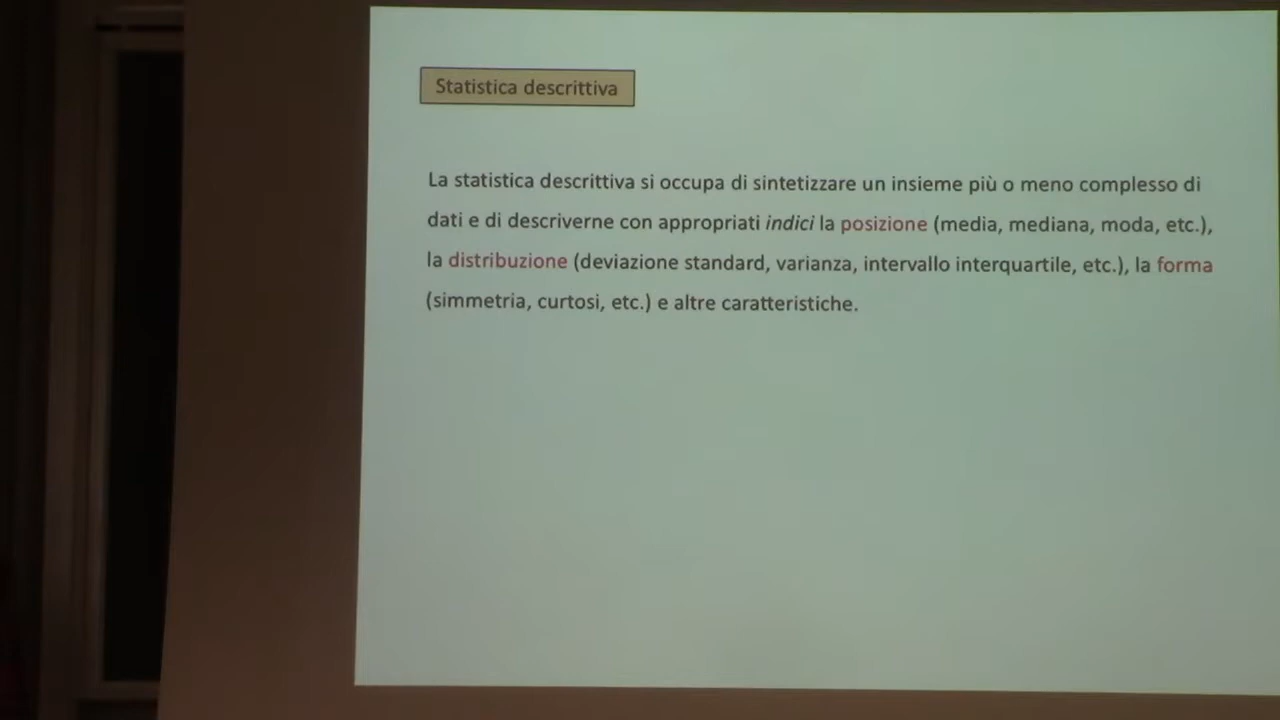 Statistica descrittiva
La statistica descrittiva si occupa di sintetizzare un insieme più o meno complesso di
dati e di descriverne con appropriati indici la posizione (media, mediana, moda, etc.),
la distribuzione (deviazione standard, varianza, intervallo interquartile, etc.), la forma
(simmetria, curtosi, etc.) e altre caratteristiche.